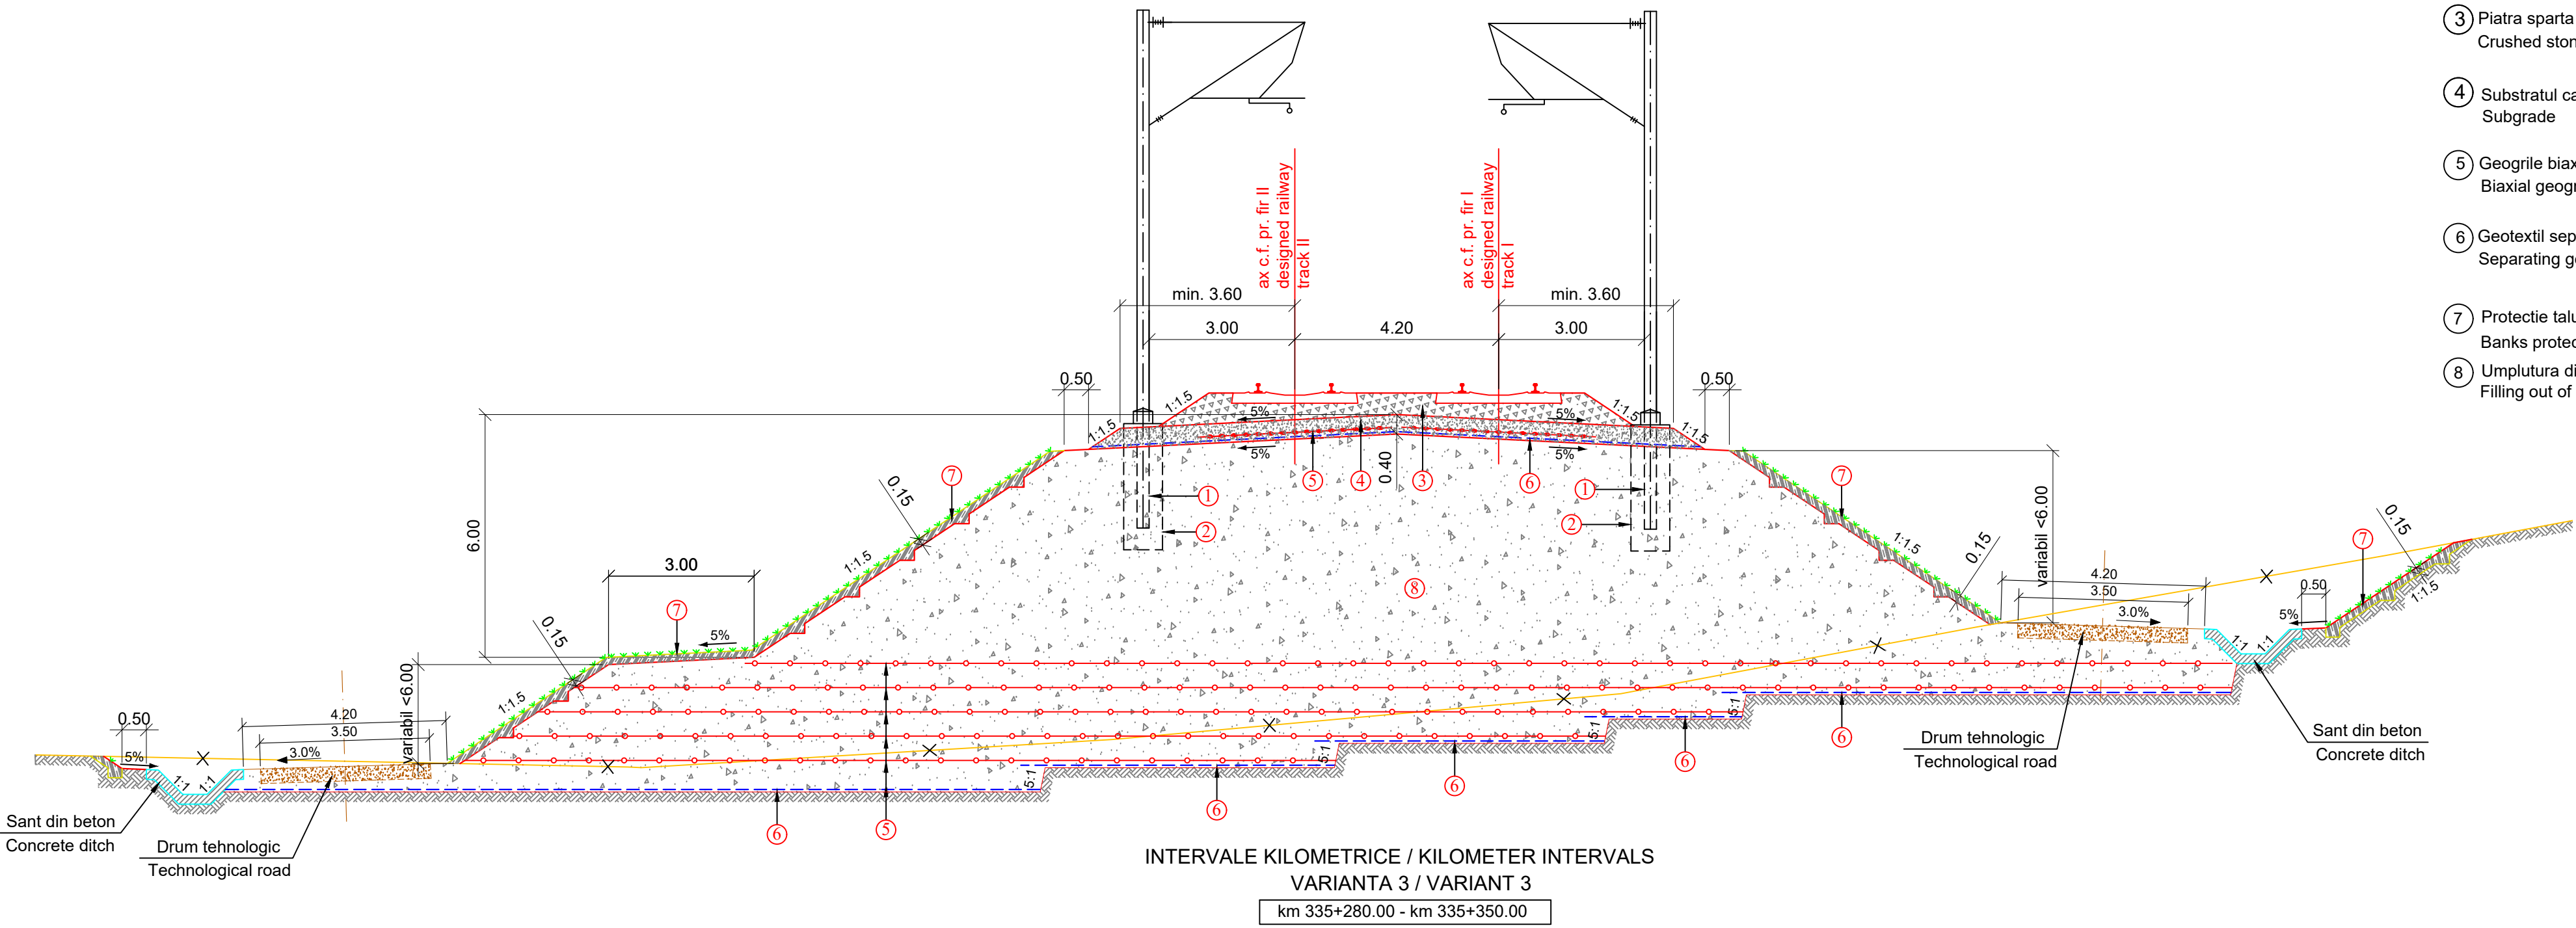 3 Piatra sparta
Crushed ston
4 Substratul ca
Subgrade
5 Geogrile biax
Biaxial geogr
6 Geotextil sep
Separating ge
7 Protectie talu
Banks protec
8 Umplutura di
Filling out of
ax c.f. pr. fir II
designed railway
track II
ax c.f. pr. fir I
designed railway
track I
min. 3.60
min. 3.60
3.00
4.20
3.00
0.50
0.50
1:1.5
1:1.5
1:1.5
1:1.5
5%
5%
5%
5%
0.40
5
4
3
6
1
1
2
2
7
7
0.15
6.00
1:1.5
1:1.5
0.15
variabil <6.00
3.00
7
5%
0.15
1:1.5
8
4.20
3.50
3.0%
0.50
5%
7
0.15
1:1.5
1:1
1:1
variabil <6.00
0.50
5%
4.20
3.50
3.0%
1:1
1:1
5:1
5:1
5:1
5:1
6
5
6
6
6
6
Sant din beton
Concrete ditch
Drum tehnologic
Technological road
Drum tehnologic
Technological road
Sant din beton
Concrete ditch
INTERVALE KILOMETRICE / KILOMETER INTERVALS
VARIANTA 3 / VARIANT 3
km 335+280.00 - km 335+350.00